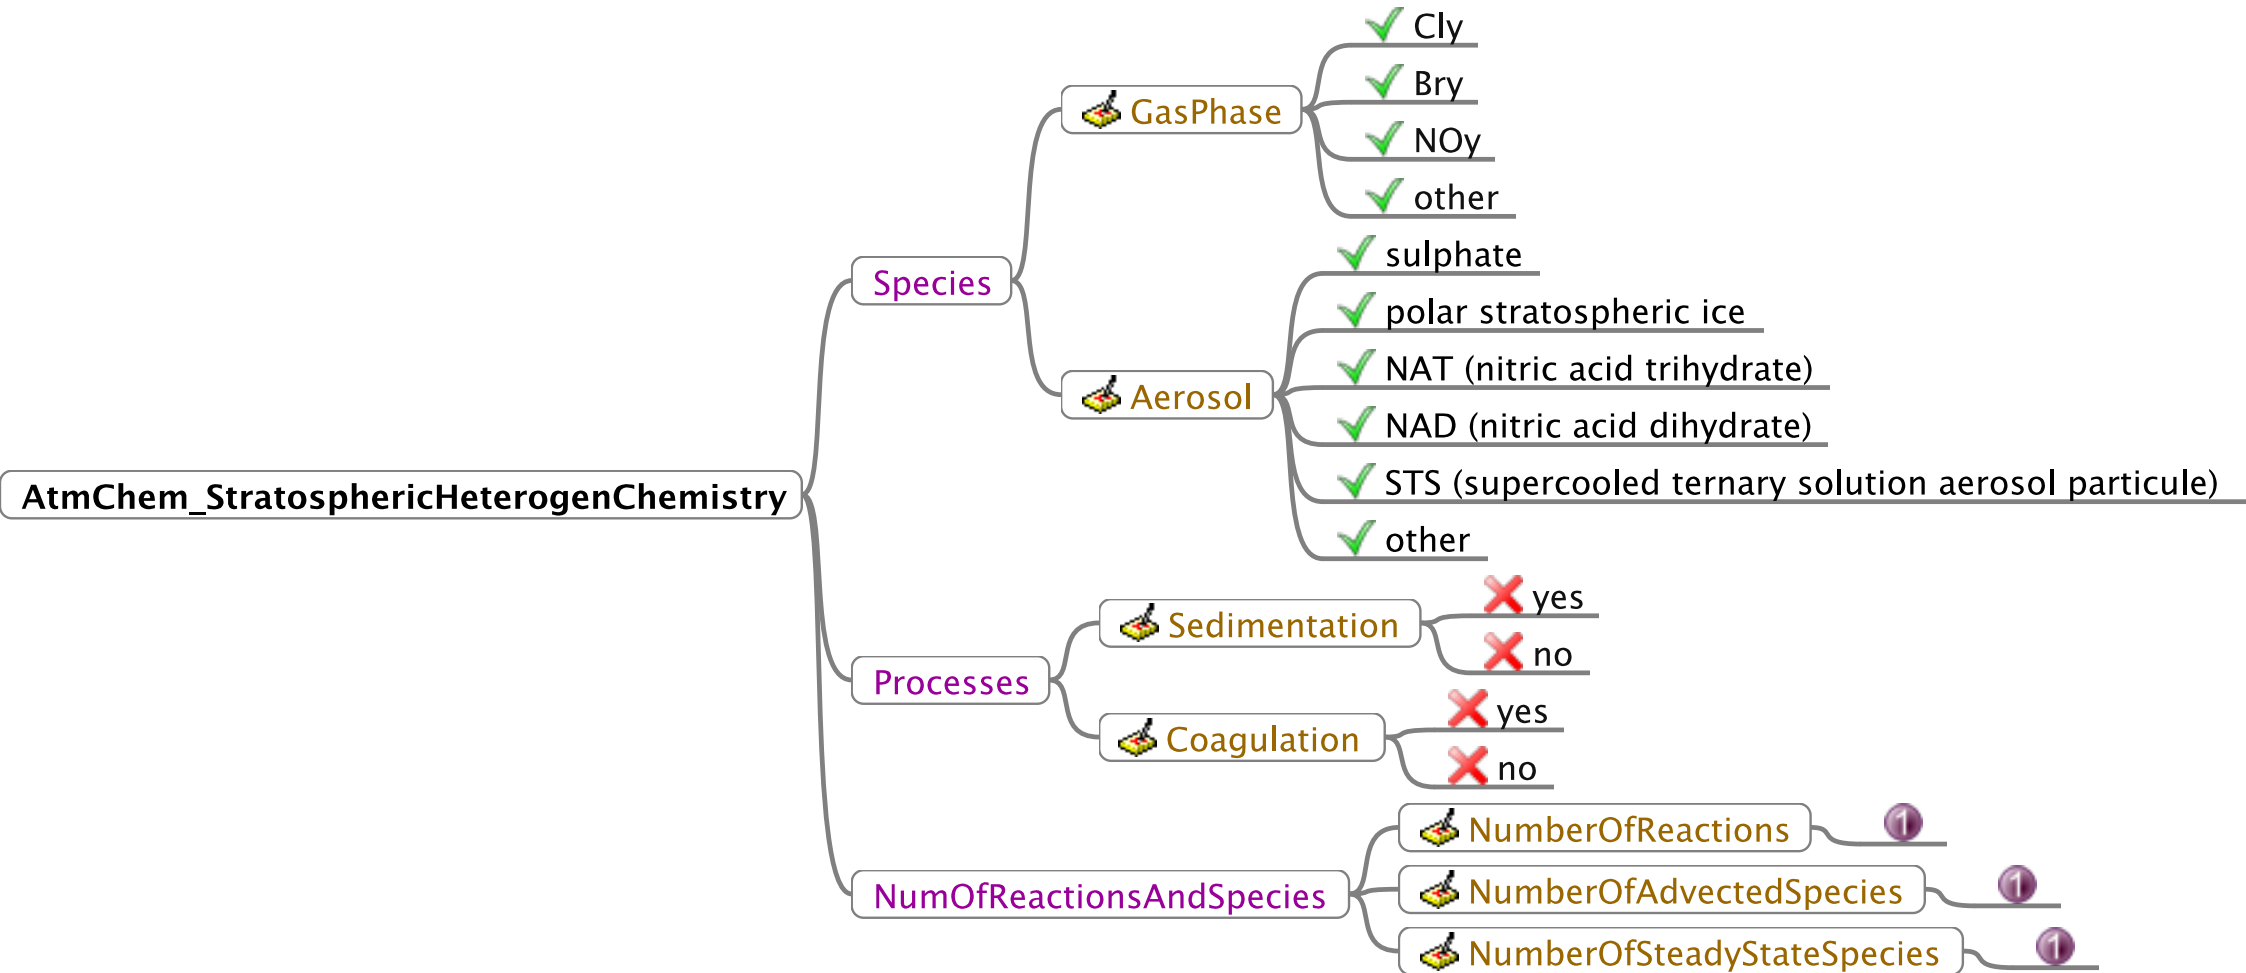 Cly
Bry
GasPhase
NOy
other
sulphate
Species
polar stratospheric ice
NAT (nitric acid trihydrate)
Aerosol
NAD (nitric acid dihydrate)
STS (supercooled ternary solution aerosol particule)
AtmChem_StratosphericHeterogenChemistry
other
yes
Sedimentation
no
Processes
yes
Coagulation
no
NumberOfReactions
1
NumOfReactionsAndSpecies
NumberOfAdvectedSpecies
1
NumberOfSteadyStateSpecies
1